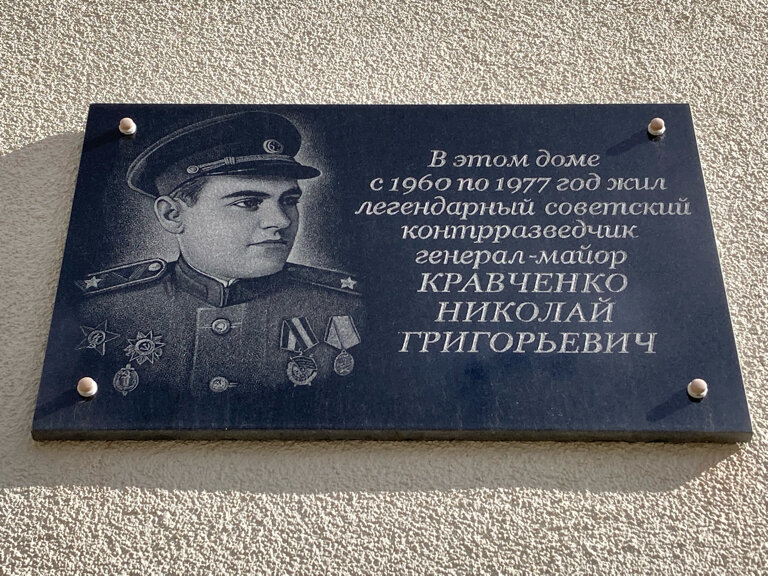 В этом доме
с 1960 по 1977 год жил
легендарный советский
контрразведчик
генерал-майор
КРАВЧЕНКО
НИКОЛАЙ
ГРИГОРЬЕВИЧ